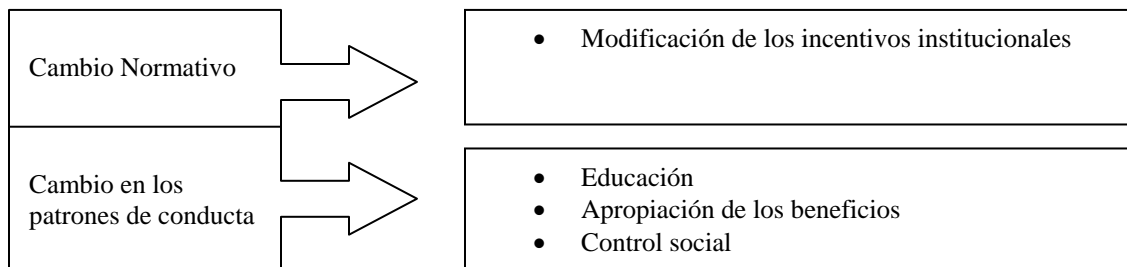 Cambio Normativo
• Modificación de los incentivos institucionales
Cambio en los
patrones de conducta
• Educación
• Apropiación de los beneficios
• Control social